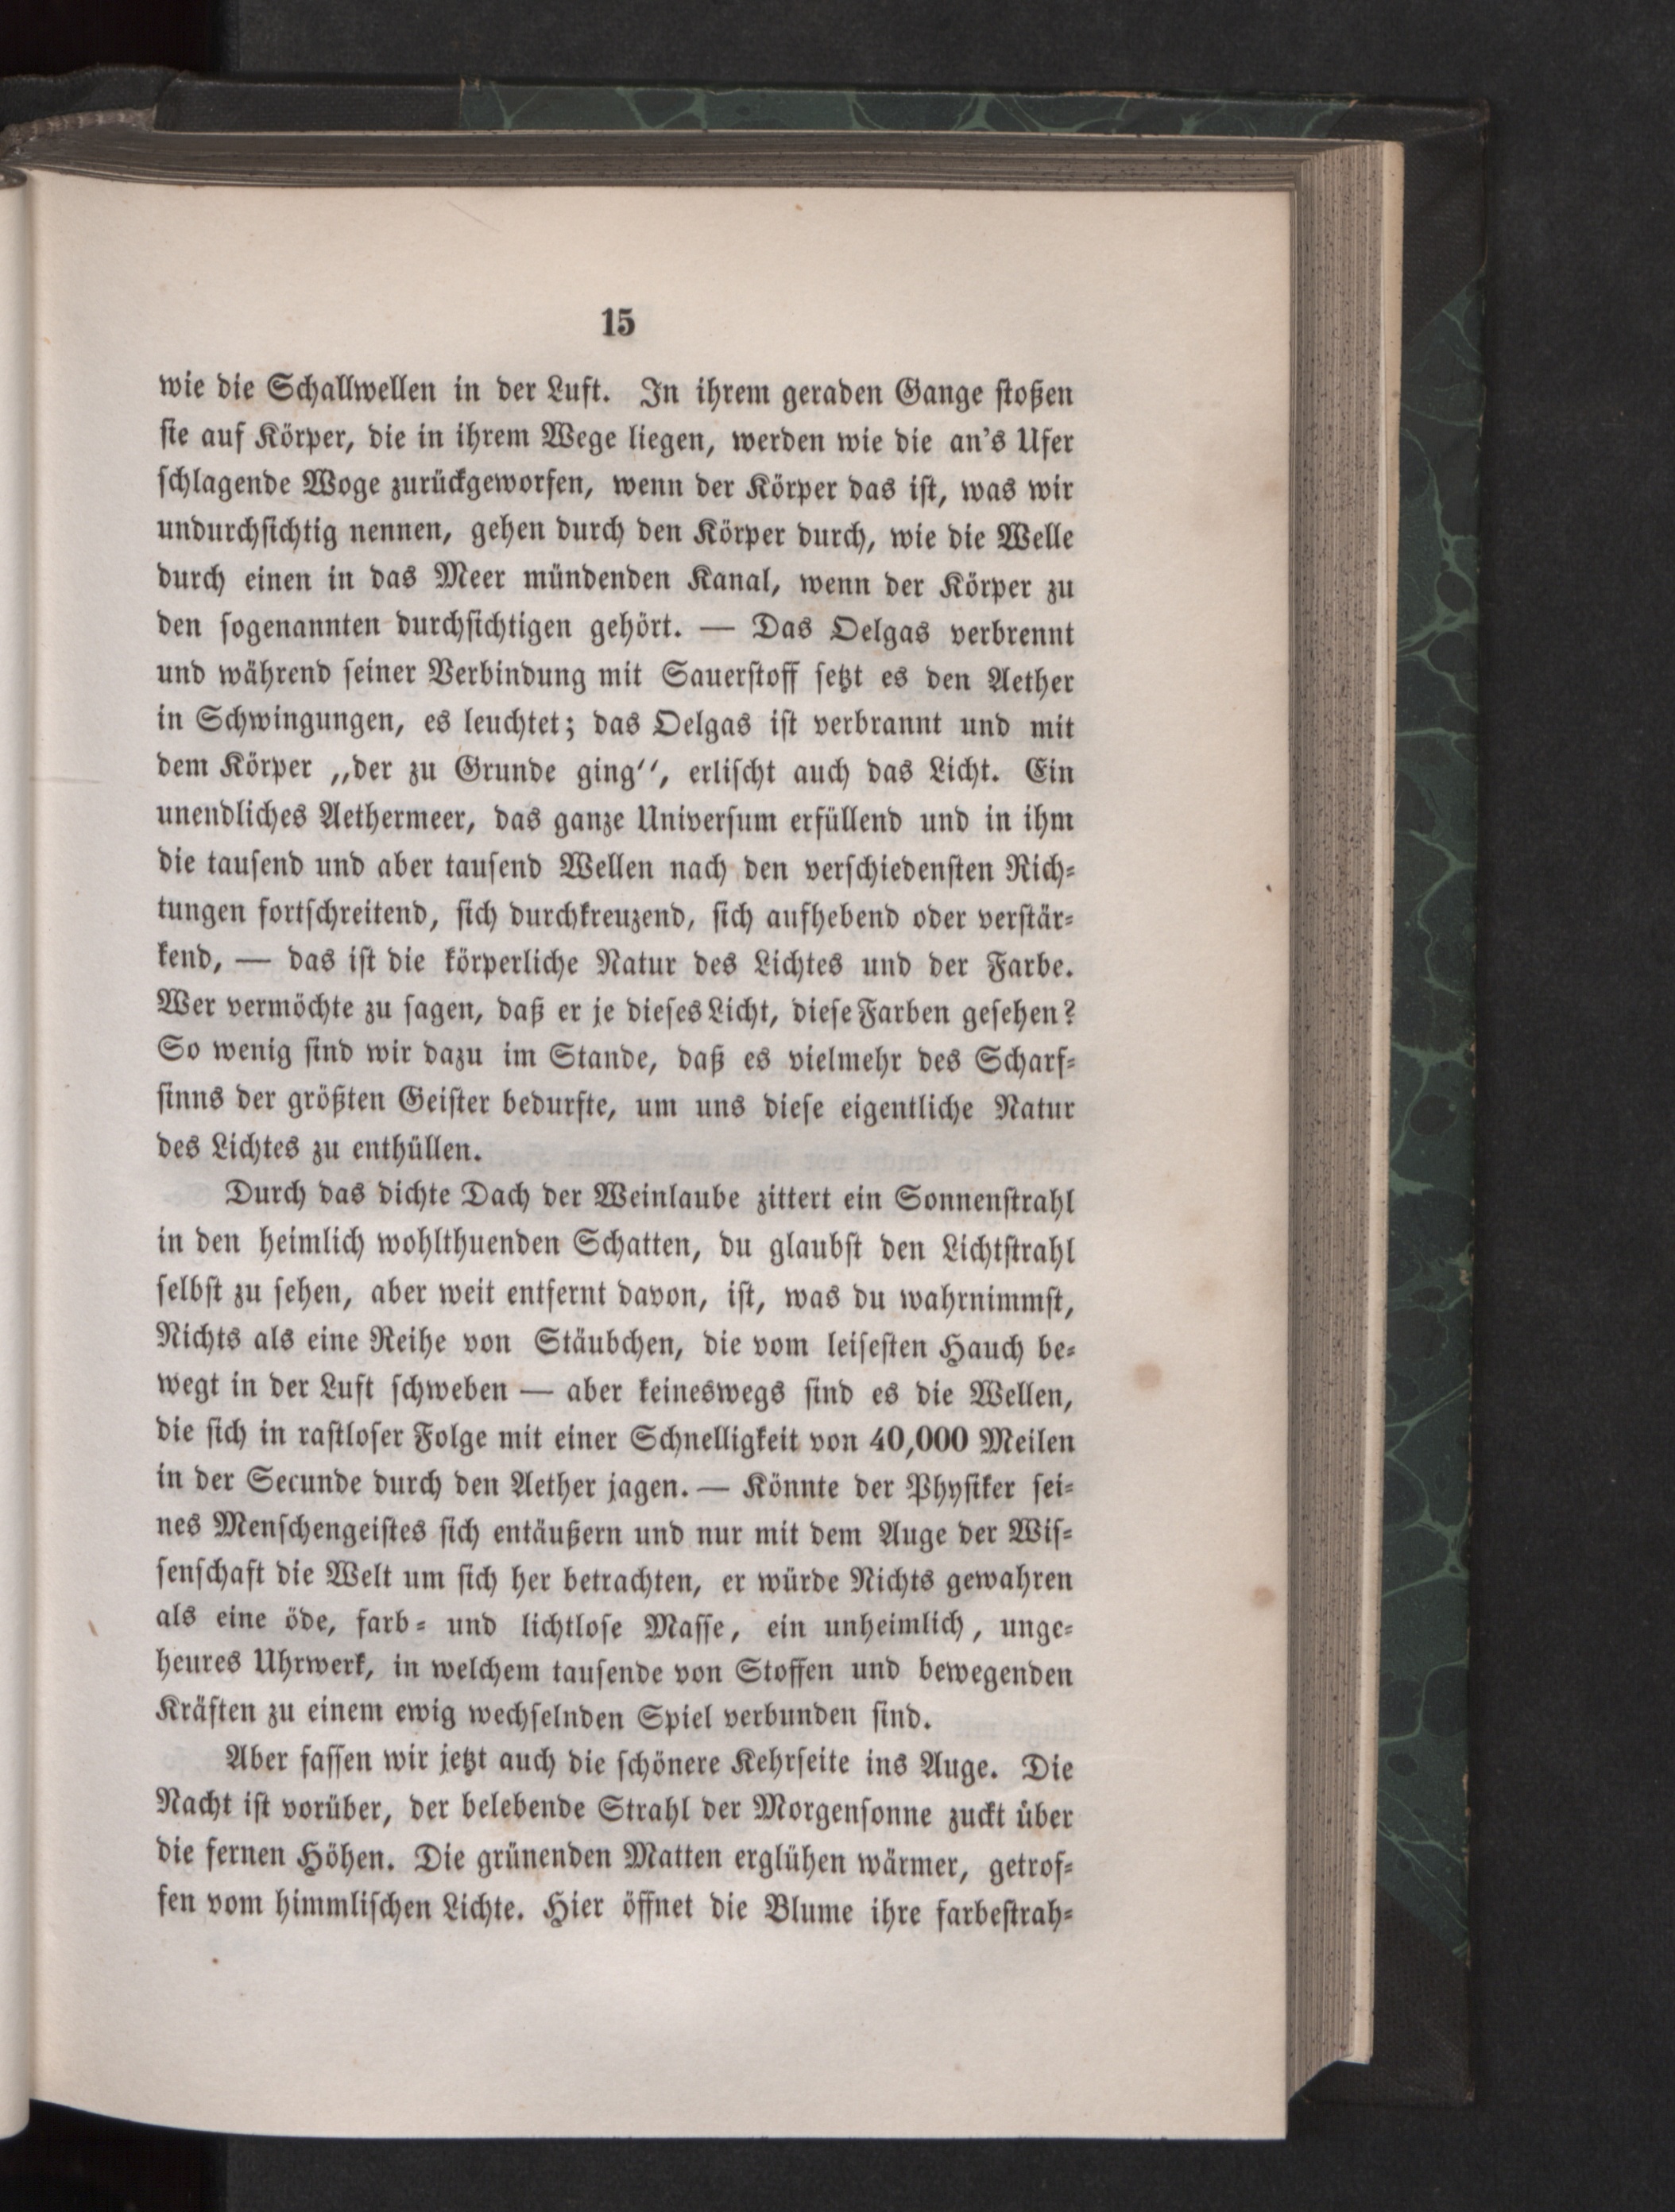 15
wie die Schallwellen in der Luft. In ihrem geraden Gange stoßen
sie auf Körper, die in ihrem Wege liegen, werden wie die an's Ufer
schlagende Woge zurückgeworfen, wenn der Körper das ist, was wir
undurchsichtig nennen, gehen durch den Körper durch, wie die Welle
durch einen in das Meer mündenden Kanal, wenn der Körper zu
den sogenannten durchsichtigen gehört. — Das Oelgas verbrennt
und während seiner Verbindung mit Sauerstoff setzt es den Aether
in Schwingungen, es leuchtet; das Oelgas ist verbrannt und mit
dem Körper „der zu Grunde ging“, erlischt auch das Licht. Ein
unendliches Aethermeer, das ganze Universum erfüllend und in ihm
die tausend und aber tausend Wellen nach den verschiedensten Rich-
tungen fortschreitend, sich durchkreuzend, sich aufhebend oder verstär-
kend, — das ist die körperliche Natur des Lichtes und der Farbe.
Wer vermöchte zu sagen, daß er je dieses Licht, diese Farben gesehen?
So wenig sind wir dazu im Stande, daß es vielmehr des Scharf-
sinns der größten Geister bedurfte, um uns diese eigentliche Natur
des Lichtes zu enthüllen.
Durch das dichte Dach der Weinlaube zittert ein Sonnenstrahl
in den heimlich wohlthuenden Schatten, du glaubst den Lichtstrahl
selbst zu sehen, aber weit entfernt davon, ist, was du wahrnimmst,
Nichts als eine Reihe von Stäubchen, die vom leisesten Hauch be-
wegt in der Luft schweben — aber keineswegs sind es die Wellen,
die sich in rastloser Folge mit einer Schnelligkeit von 40,000 Meilen
in der Secunde durch den Aether jagen. — Könnte der Physiker sei-
nes Menschengeistes sich entäußern und nur mit dem Auge der Wis-
senschaft die Welt um sich her betrachten, er würde Nichts gewahren
als eine öde, farb- und lichtlose Masse, ein unheimlich, unge-
heures Uhrwerk, in welchem tausende von Stoffen und bewegenden
Kräften zu einem ewig wechselnden Spiel verbunden sind.
Aber fassen wir jetzt auch die schönere Kehrseite ins Auge. Die
Nacht ist vorüber, der belebende Strahl der Morgensonne zuckt über
die fernen Höhen. Die grünenden Matten erglühen wärmer, getrof-
fen vom himmlischen Lichte. Hier öffnet die Blume ihre farbestrah-